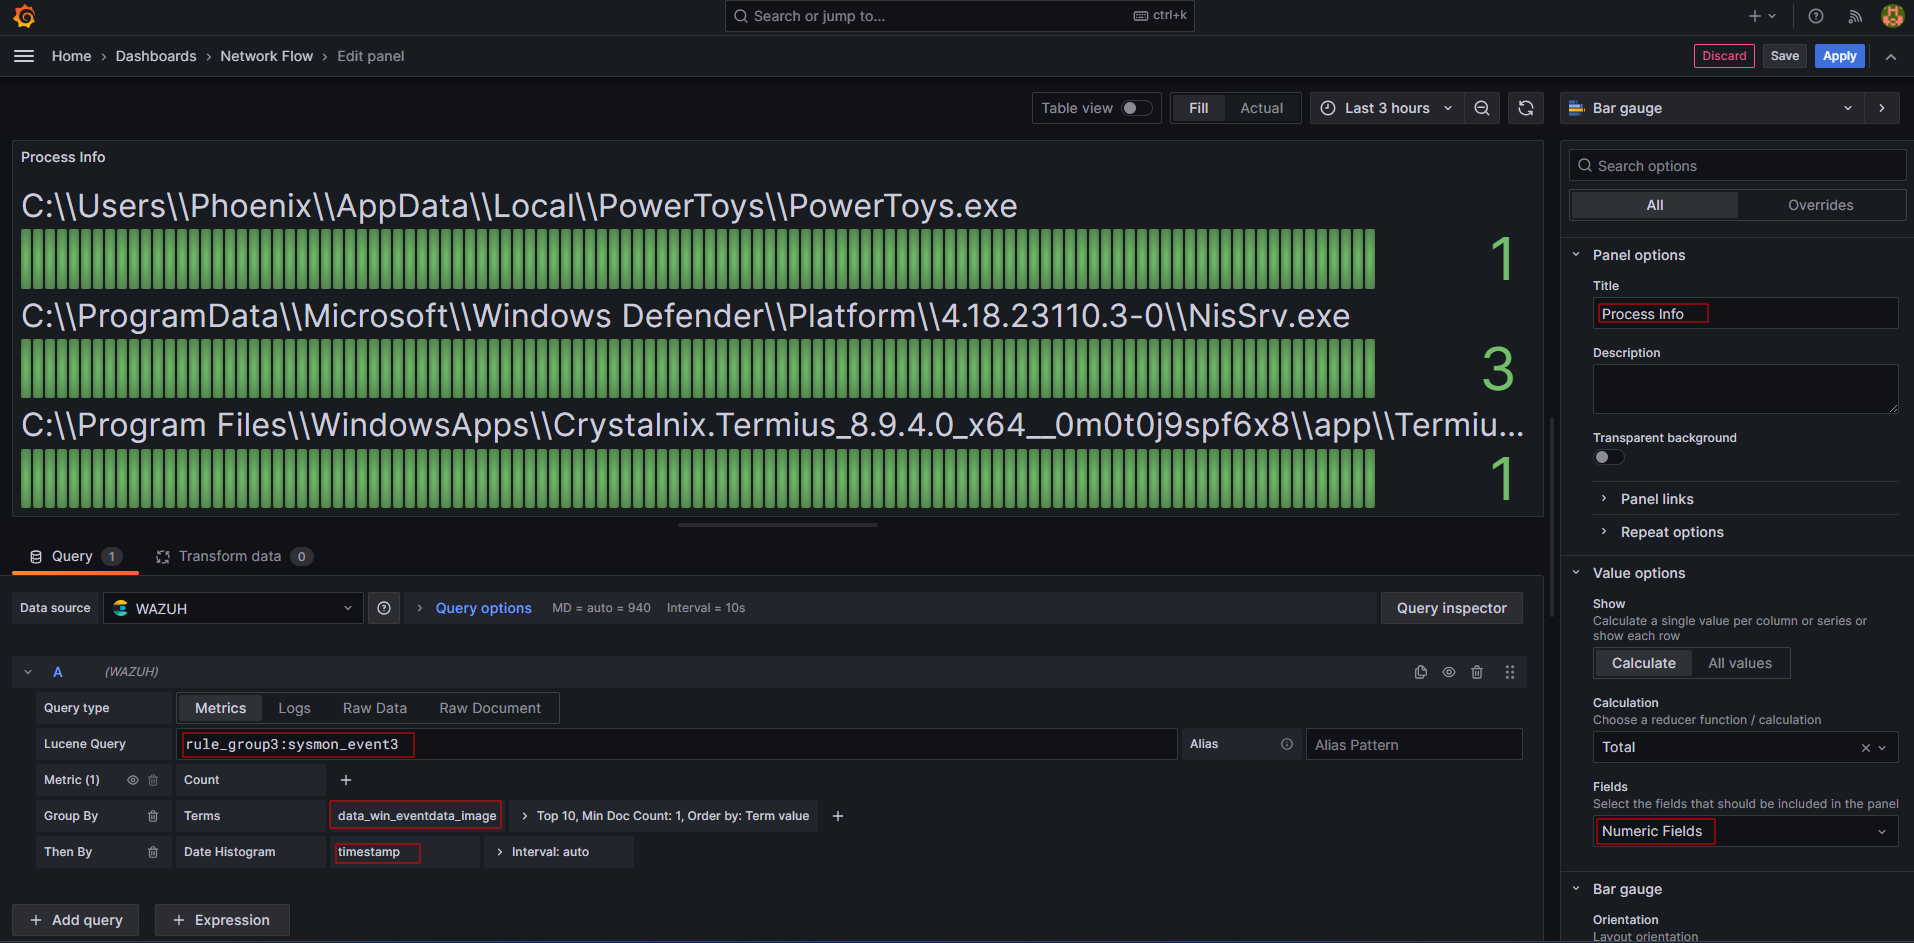 Search or jump to...
ctrl+k
Home › Dashboards › Network Flow › Edit panel
Discard
Save
Apply
Table view
Fill
Actual
Last 3 hours
Bar gauge
Process Info
C:\\Users\\Phoenix\\AppData\\Local\\PowerToys\\PowerToys.exe
1
C:\\ProgramData\\Microsoft\\Windows Defender\\Platform\\4.18.23110.3-0\\NisSrv.exe
3
C:\\Program Files\\WindowsApps\\Crystalnix.Termius_8.9.4.0_x64__0m0t0j9spf6x8\\app\\Termiu...
1
Query 1
Transform data 0
Data source
WAZUH
Query options
MD = auto = 940
Interval = 10s
Query inspector
A
(WAZUH)
Query type
Metrics
Logs
Raw Data
Raw Document
Lucene Query
rule_group3:sysmon_event3
Alias
Alias Pattern
Metric (1)
Count
Group By
Terms
data_win_eventdata_image
Top 10, Min Doc Count: 1, Order by: Term value
Then By
Date Histogram
timestamp
Interval: auto
+ Add query
+ Expression
Search options
All
Overrides
Panel options
Title
Process Info
Description
Transparent background
Panel links
Repeat options
Value options
Show
Calculate a single value per column or series or
show each row
Calculate
All values
Calculation
Choose a reducer function / calculation
Total
Fields
Select the fields that should be included in the panel
Numeric Fields
Bar gauge
Orientation
Layout orientation